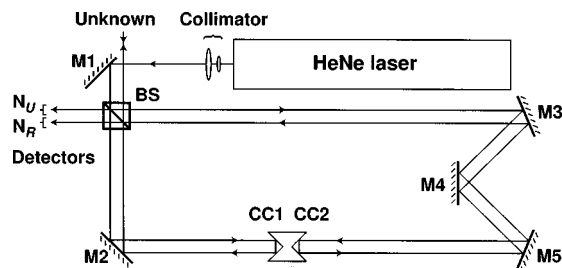 Unknown Collimator
M1
HeNe laser
BS
N_U
M3
N_R
Detectors
M4
CC1 CC2
M2
M5